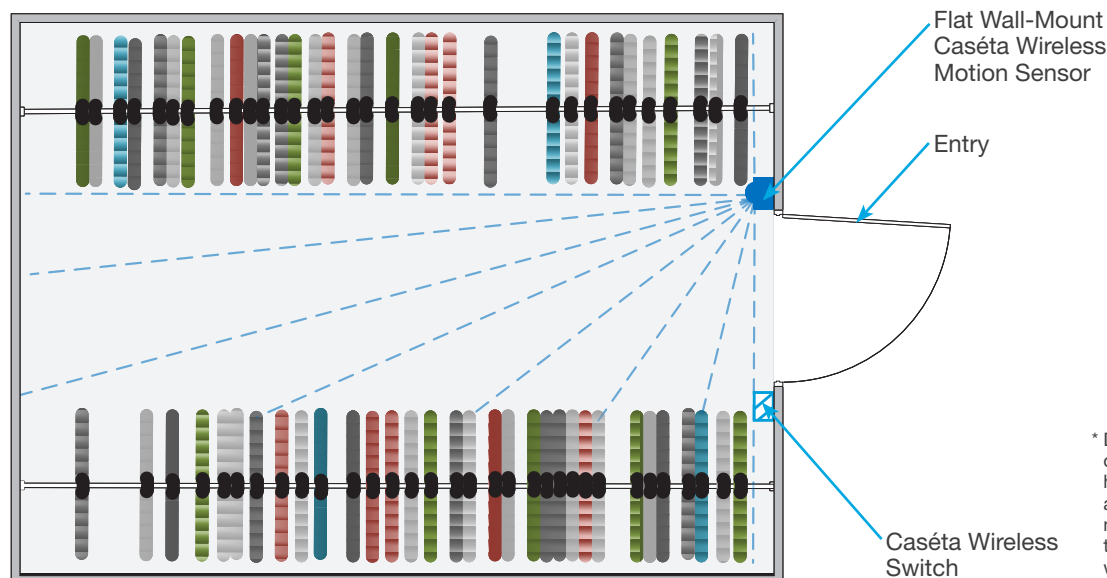 Flat Wall-Mount
Caséta Wireless
Motion Sensor
Entry
Caséta Wireless
Switch
*